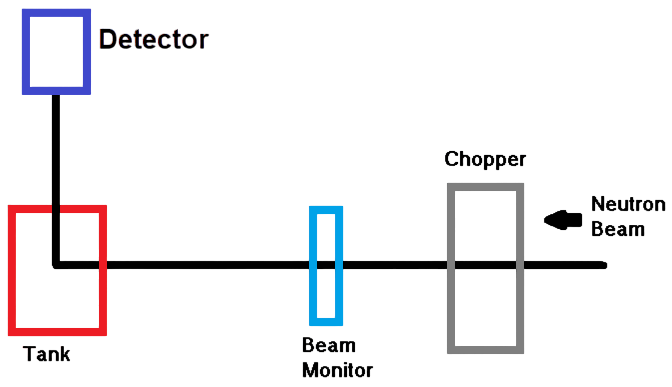 Detector
Chopper
Neutron
Beam
Beam
Monitor
Tank